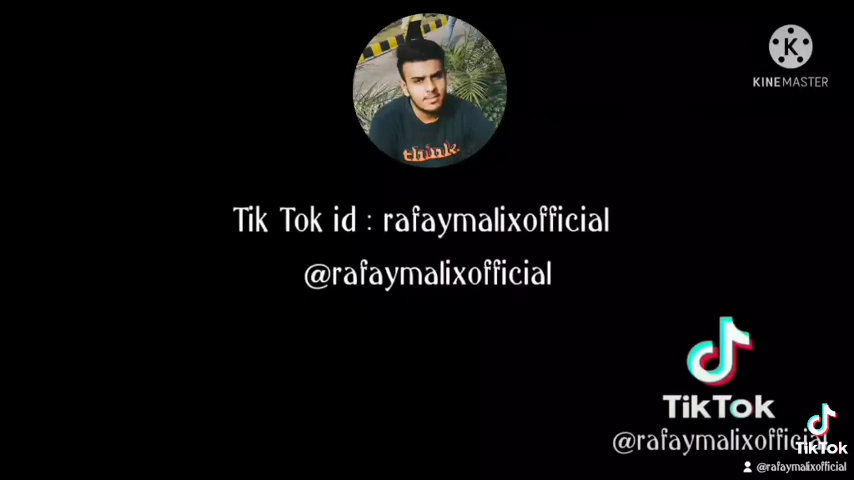 KINEMASTER
think.
Tik Tok id : rafaymalixofficial
@rafaymalixofficial
TikTok
@rafaymalixofficial
TikTok
@rafaymalixofficial